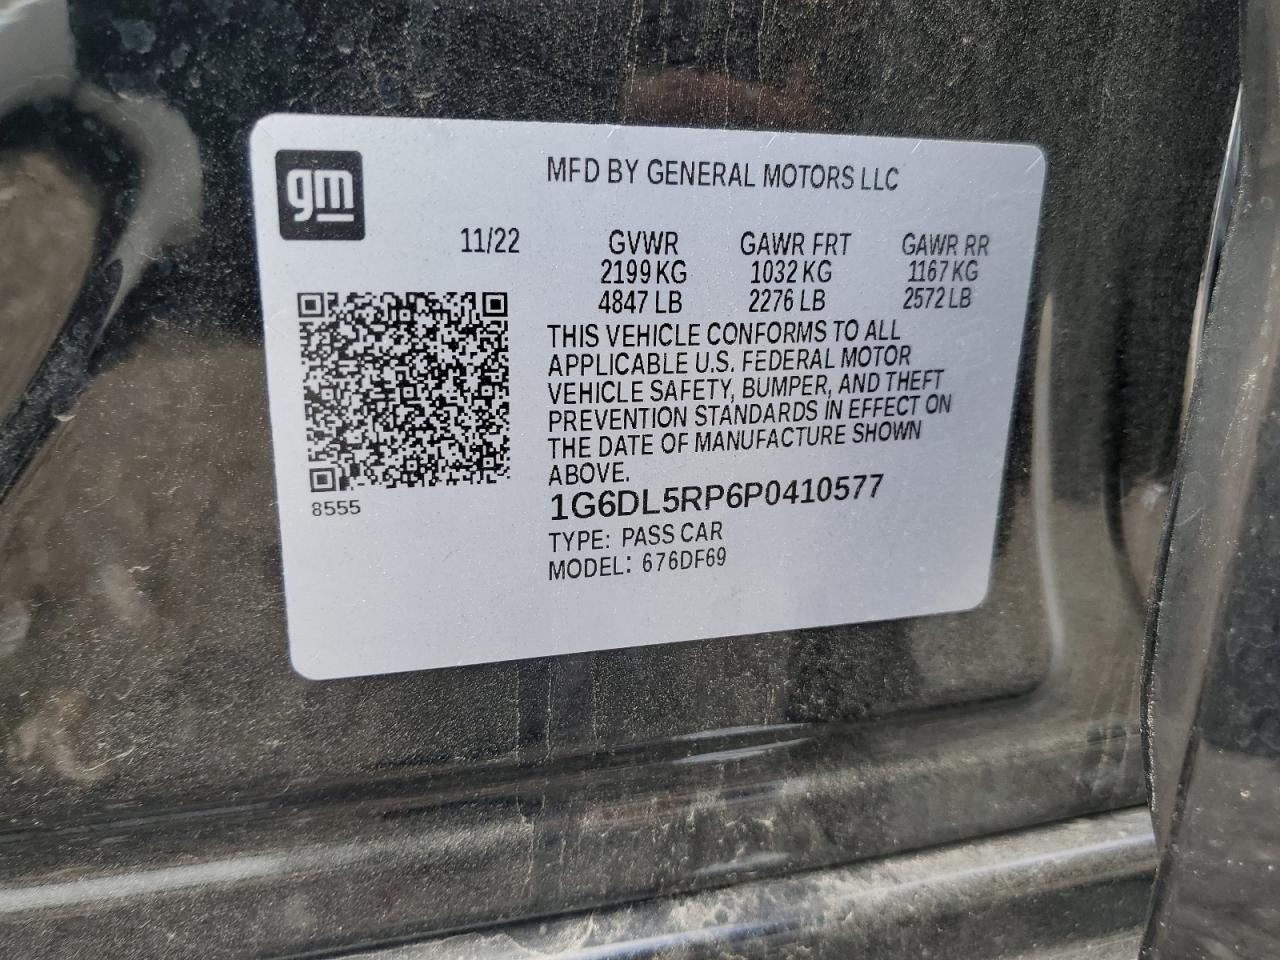 gm
MFD BY GENERAL MOTORS LLC
11/22 GVWR GAWR FRT GAWR RR
2199 KG 1032 KG 1167 KG
4847 LB 2276 LB 2572 LB
THIS VEHICLE CONFORMS TO ALL
APPLICABLE U.S. FEDERAL MOTOR
VEHICLE SAFETY, BUMPER, AND THEFT
PREVENTION STANDARDS IN EFFECT ON
THE DATE OF MANUFACTURE SHOWN
ABOVE.
1G6DL5RP6P0410577
8555
TYPE: PASS CAR
MODEL: 676DF69